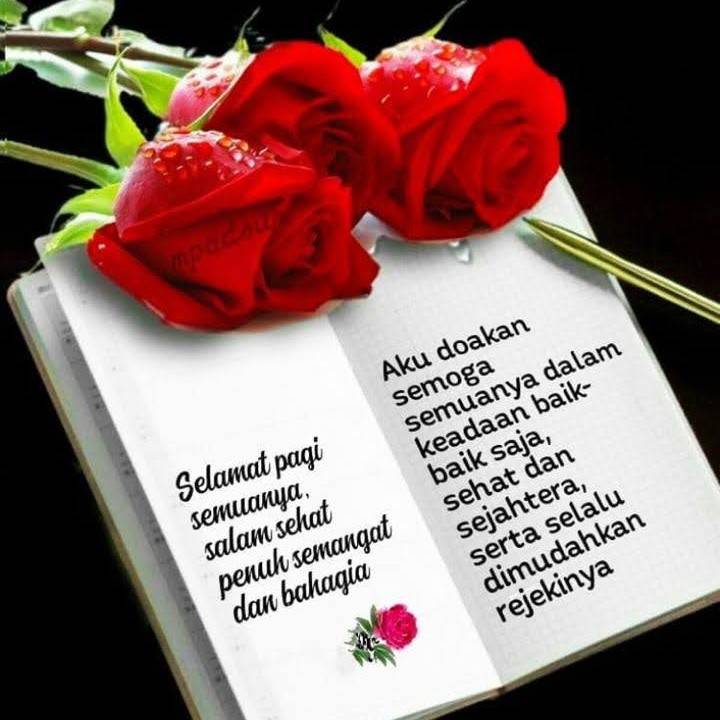 Selamat pagi
semuanya,
salam sehat
penuh semangat
dan bahagia
Aku doakan
semoga
semuanya dalam
keadaan baik-
baik saja,
sehat dan
sejahtera,
serta selalu
dimudahkan
rejekinya